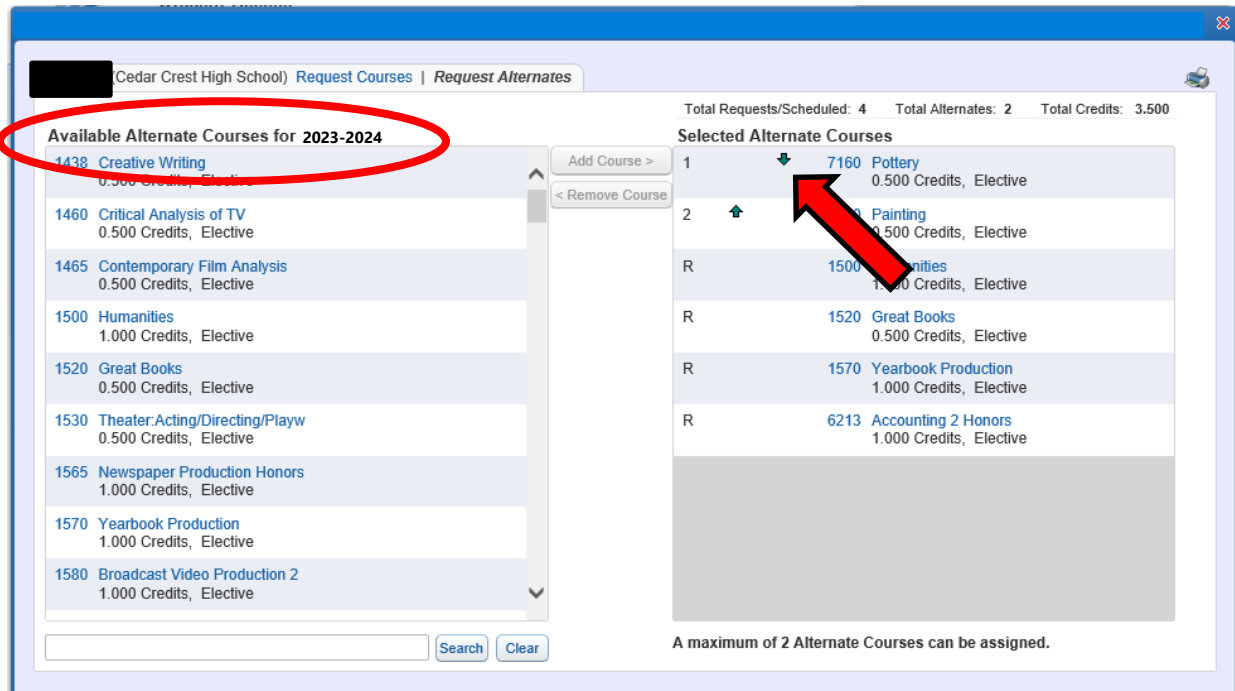 (Cedar Crest High School) Request Courses | Request Alternates
Total Requests/Scheduled: 4 Total Alternates: 2 Total Credits: 3.500
Available Alternate Courses for 2023-2024
Selected Alternate Courses
1438 Creative Writing
0.500 Credits, Elective
1460 Critical Analysis of TV
0.500 Credits, Elective
1465 Contemporary Film Analysis
0.500 Credits, Elective
1500 Humanities
1.000 Credits, Elective
1520 Great Books
0.500 Credits, Elective
1530 Theater:Acting/Directing/Playw
0.500 Credits, Elective
1565 Newspaper Production Honors
1.000 Credits, Elective
1570 Yearbook Production
1.000 Credits, Elective
1580 Broadcast Video Production 2
1.000 Credits, Elective
Search Clear
Add Course >
< Remove Course
1 7160 Pottery
0.500 Credits, Elective
2 Painting
0.500 Credits, Elective
R 1500
Credits, Elective
R 1520 Great Books
0.500 Credits, Elective
R 1570 Yearbook Production
1.000 Credits, Elective
R 6213 Accounting 2 Honors
1.000 Credits, Elective
A maximum of 2 Alternate Courses can be assigned.